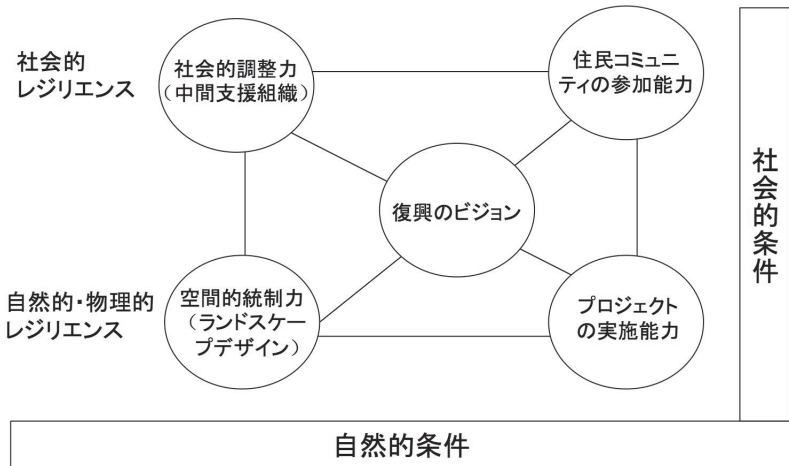 社会的
レジリエンス
社会的調整力
（中間支援組織）
住民コミュニ
ティの参加能力
復興のビジョン
自然的・物理的
レジリエンス
空間的統制力
（ランドスケー
プデザイン）
プロジェクト
の実施能力
社会的条件
自然的条件